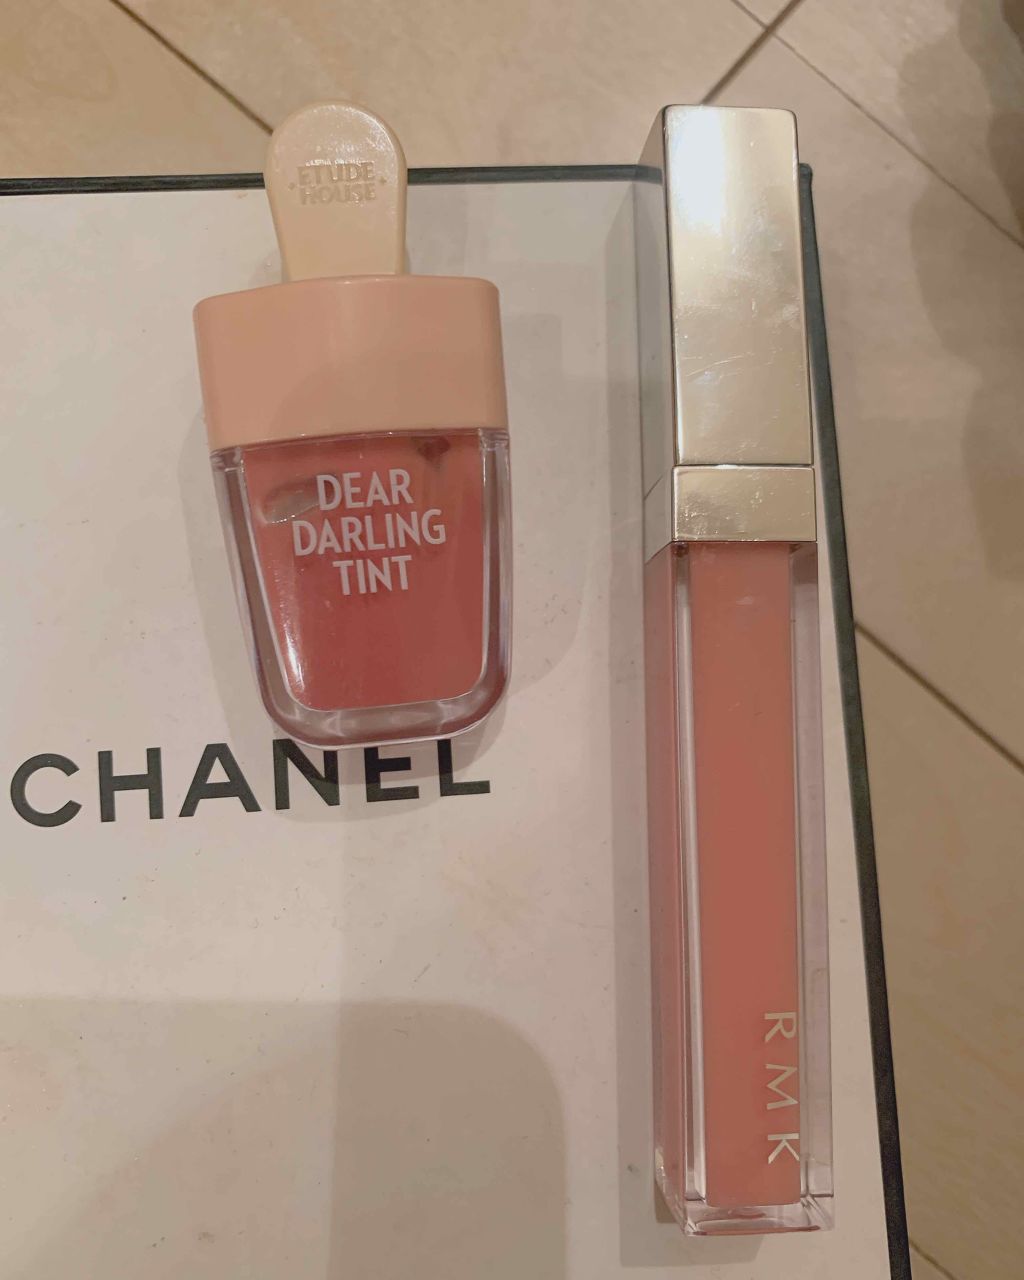 ETUDE
HOUSE
DEAR
DARLING
TINT
CHANEL
RMK